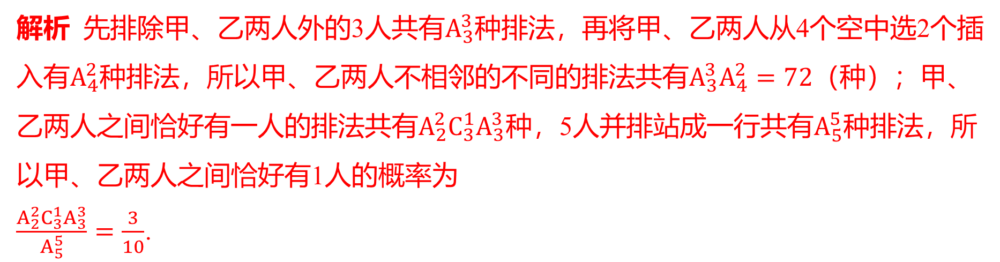 解析 先排除甲、乙两人外的3人共有$A_3^3$种排法，再将甲、乙两人从4个空中选2个插
入有$A_4^2$种排法，所以甲、乙两人不相邻的不同的排法共有$A_3^3A_4^2 = 72$（种）；甲、
乙两人之间恰好有一人的排法共有$A_2^2C_3^1A_3^3$种，5人并排站成一行共有$A_5^5$种排法，所
以甲、乙两人之间恰好有1人的概率为
$\frac{A_2^2C_3^1A_3^3}{A_5^5} = \frac{3}{10}$.